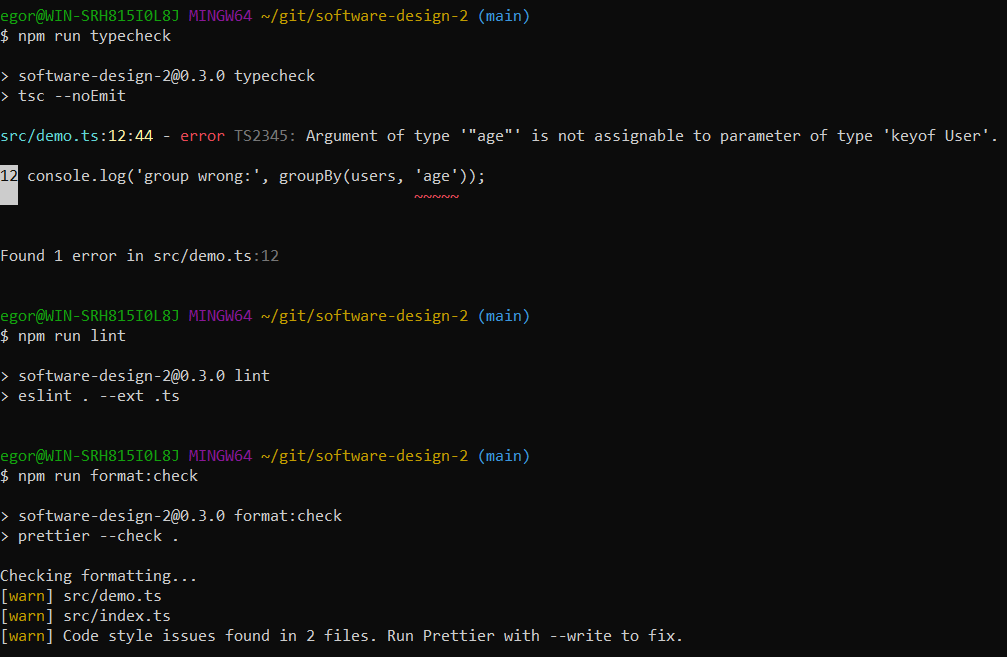 egor@WIN-SRH815I0L8J MINGW64 ~/git/software-design-2 (main)
$ npm run typecheck
> software-design-2@0.3.0 typecheck
> tsc --noEmit
src/demo.ts:12:44 - error TS2345: Argument of type '"age"' is not assignable to parameter of type 'keyof User'.
12 console.log('group wrong:', groupBy(users, 'age'));
~~~~~
Found 1 error in src/demo.ts:12
egor@WIN-SRH815I0L8J MINGW64 ~/git/software-design-2 (main)
$ npm run lint
> software-design-2@0.3.0 lint
> eslint . --ext .ts
egor@WIN-SRH815I0L8J MINGW64 ~/git/software-design-2 (main)
$ npm run format:check
> software-design-2@0.3.0 format:check
> prettier --check .
Checking formatting...
[warn] src/demo.ts
[warn] src/index.ts
[warn] Code style issues found in 2 files. Run Prettier with --write to fix.